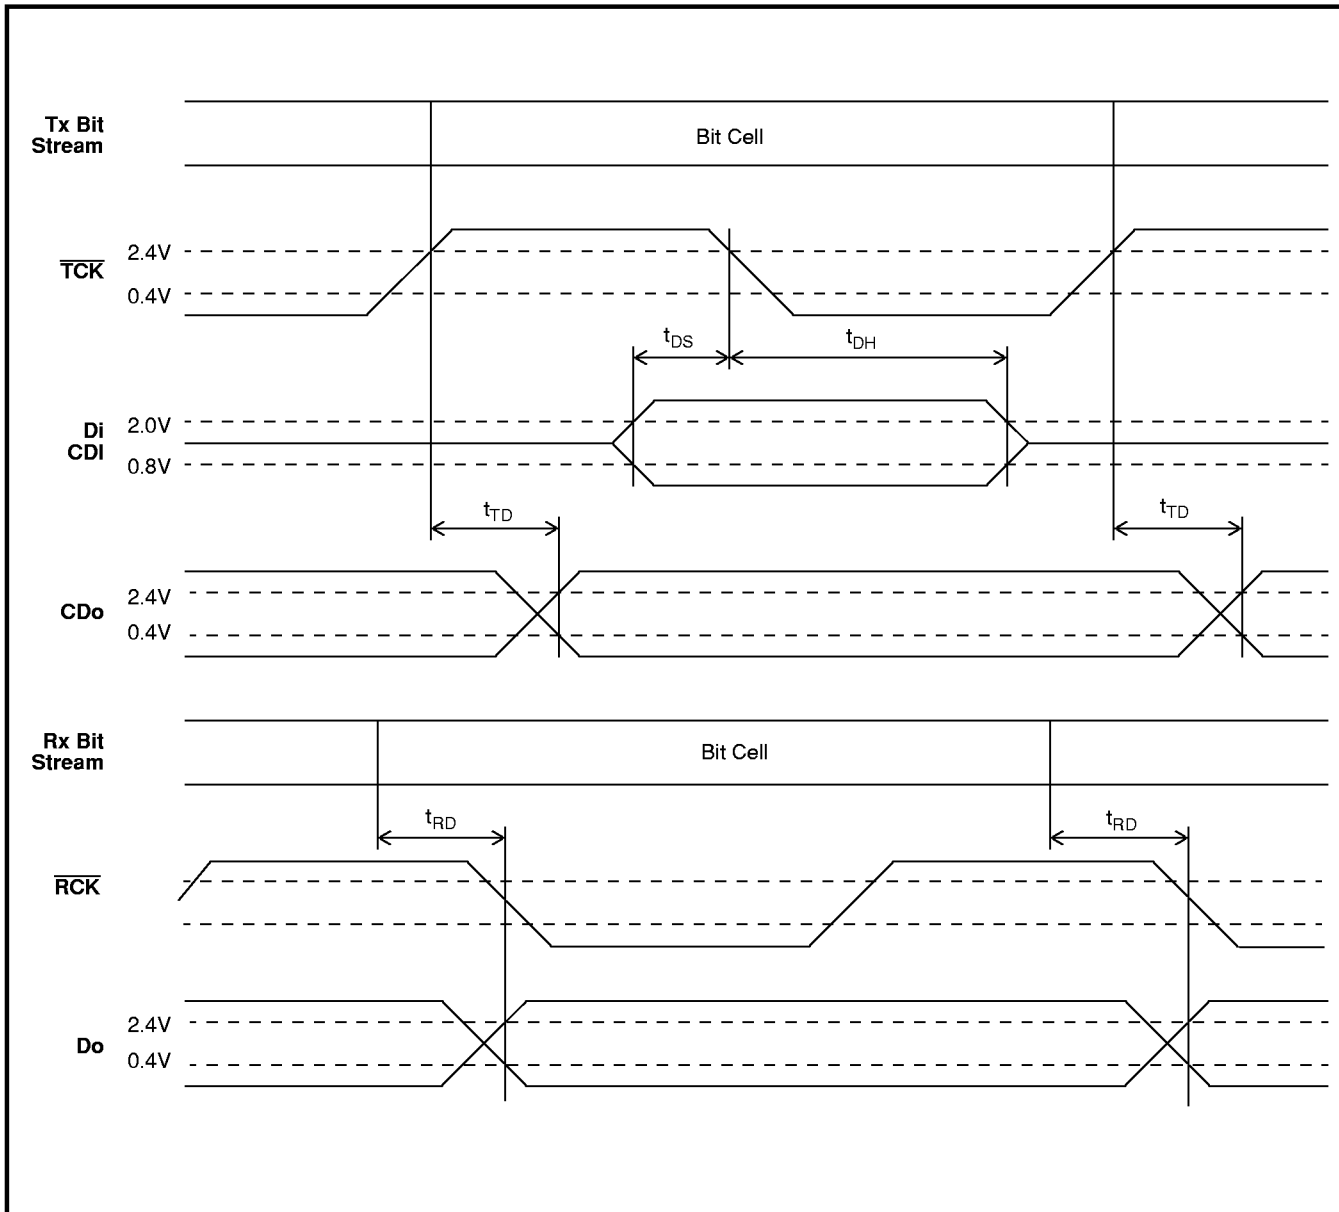 Tx Bit
Stream
Bit Cell
TCK
2.4V
0.4V
tDS
tDH
Di
CDI
2.0V
0.8V
tTD
tTD
CDo
2.4V
0.4V
Rx Bit
Stream
Bit Cell
tRD
tRD
RCK
Do
2.4V
0.4V